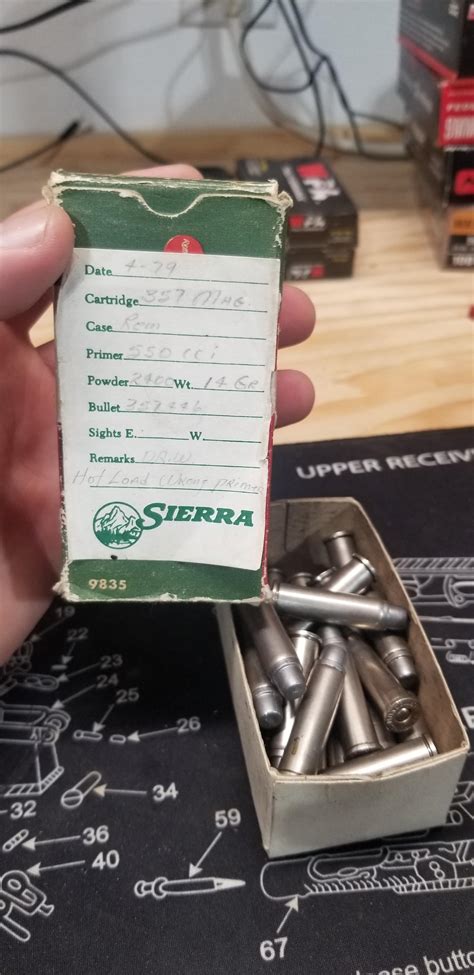 Date 4-79
Cartridge 357 Mag
Case Rem
Primer 550 CCI
Powder 2400 Wt. 14 GR
Bullet 357446
Sights E. W.
Remarks
Hot Load Wrong Primer
SIERRA
9835
UPPER RECEIV
19
22
23
24
25
26
32
34
36
40
59
67